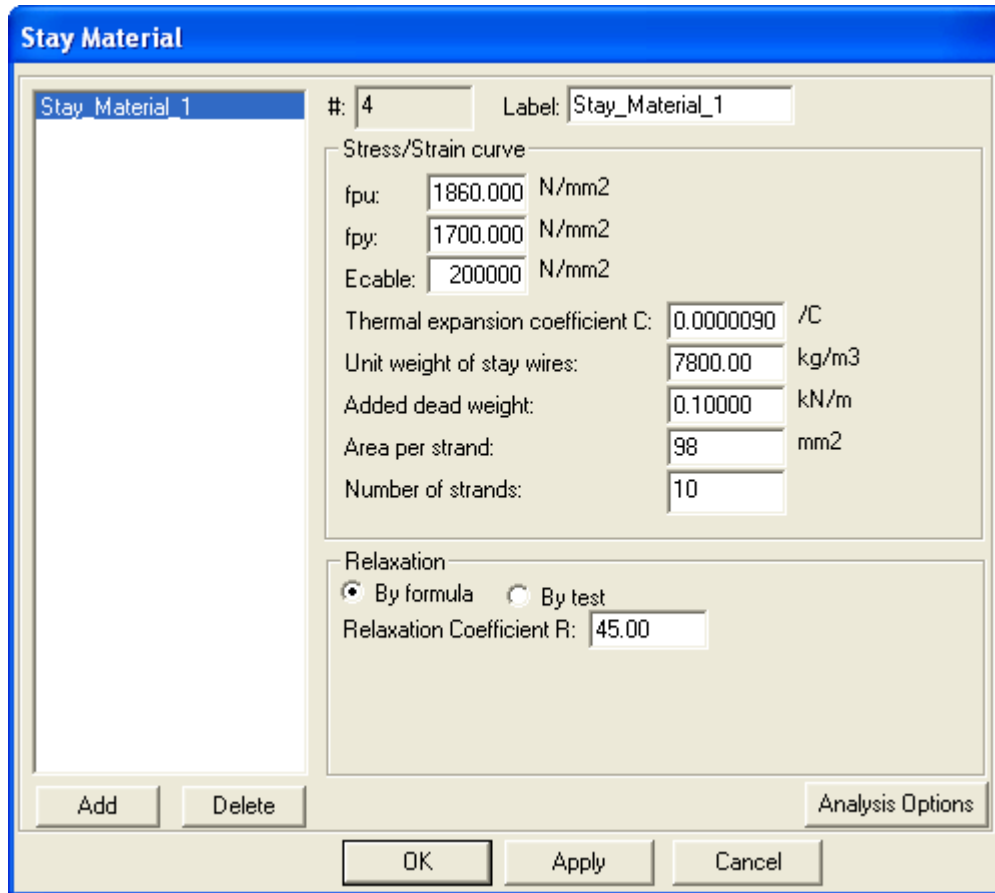 Stay Material
Stay_Material_1
#: 4 Label: Stay_Material_1
Stress/Strain curve
fpu: 1860.000 N/mm2
fpy: 1700.000 N/mm2
Ecable: 200000 N/mm2
Thermal expansion coefficient C: 0.0000090 /C
Unit weight of stay wires: 7800.00 kg/m3
Added dead weight: 0.10000 kN/m
Area per strand: 98 mm2
Number of strands: 10
Relaxation
By formula By test
Relaxation Coefficient R: 45.00
Add Delete Analysis Options
OK Apply Cancel